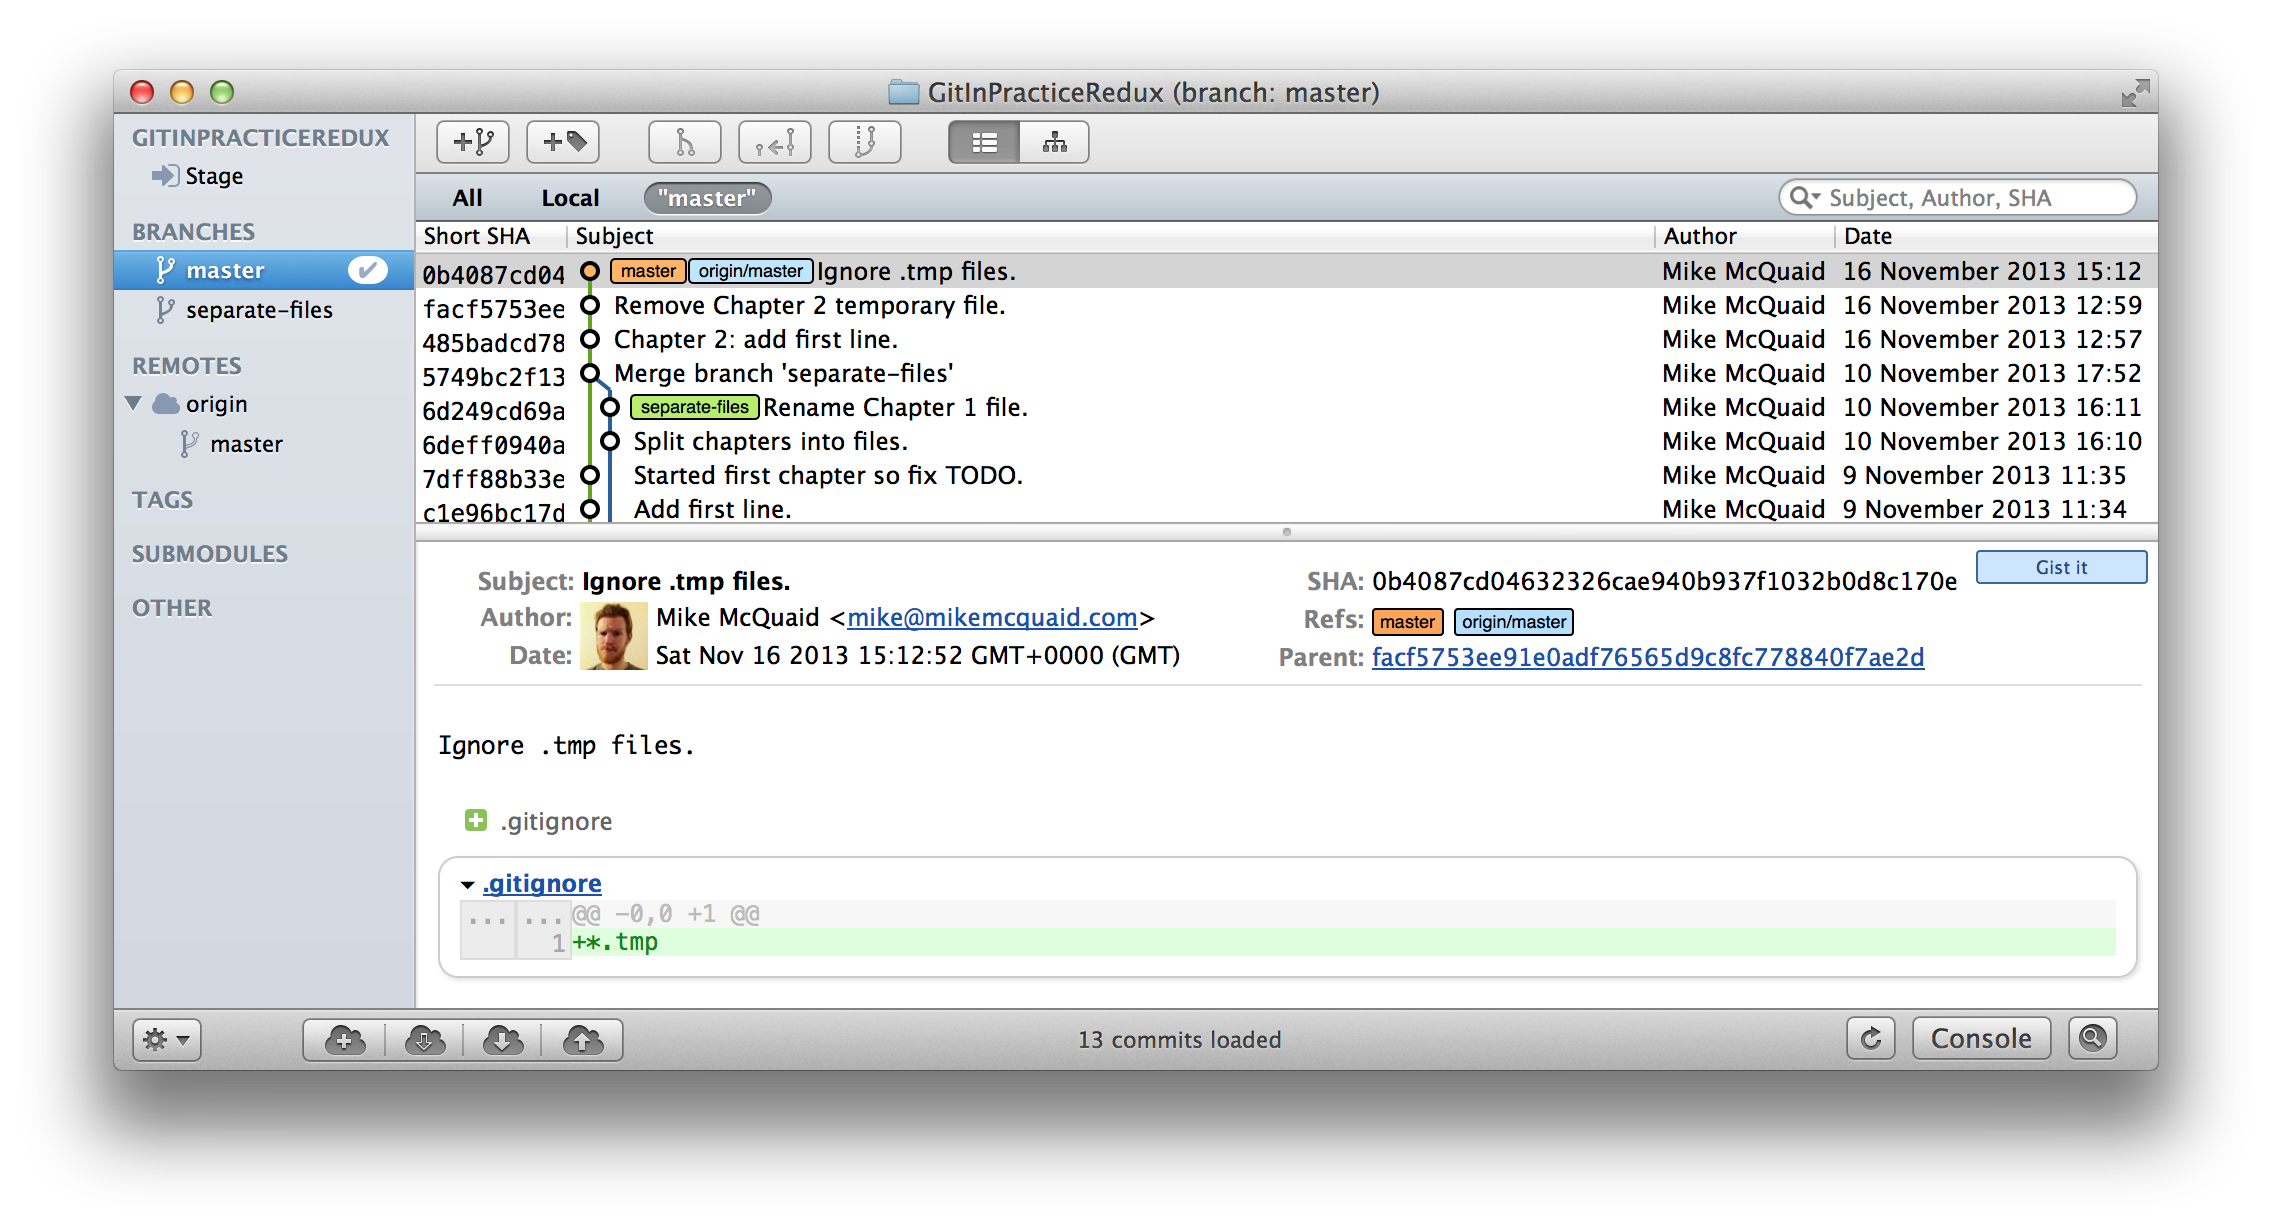 GitInPracticeRedux (branch: master)
GITINPRACTICEREDUX
Stage
BRANCHES
master
separate-files
REMOTES
origin
master
TAGS
SUBMODULES
OTHER
All Local "master" Subject, Author, SHA
Short SHA Subject Author Date
0b4087cd04 master origin/master Ignore .tmp files. Mike McQuaid 16 November 2013 15:12
facf5753ee Remove Chapter 2 temporary file. Mike McQuaid 16 November 2013 12:59
485badcd78 Chapter 2: add first line. Mike McQuaid 16 November 2013 12:57
5749bc2f13 Merge branch 'separate-files' Mike McQuaid 10 November 2013 17:52
6d249cd69a separate-files Rename Chapter 1 file. Mike McQuaid 10 November 2013 16:11
6deff0940a Split chapters into files. Mike McQuaid 10 November 2013 16:10
7dff88b33e Started first chapter so fix TODO. Mike McQuaid 9 November 2013 11:35
c1e96bc17d Add first line. Mike McQuaid 9 November 2013 11:34
Subject: Ignore .tmp files. SHA: 0b4087cd04632326cae940b937f1032b0d8c170e Gist it
Author: Mike McQuaid <mike@mikemcquaid.com> Refs: master origin/master
Date: Sat Nov 16 2013 15:12:52 GMT+0000 (GMT) Parent: facf5753ee91e0adf76565d9c8fc778840f7ae2d
Ignore .tmp files.
.gitignore
.gitignore
... ... @@ -0,0 +1 @@
1 +*.tmp
13 commits loaded Console